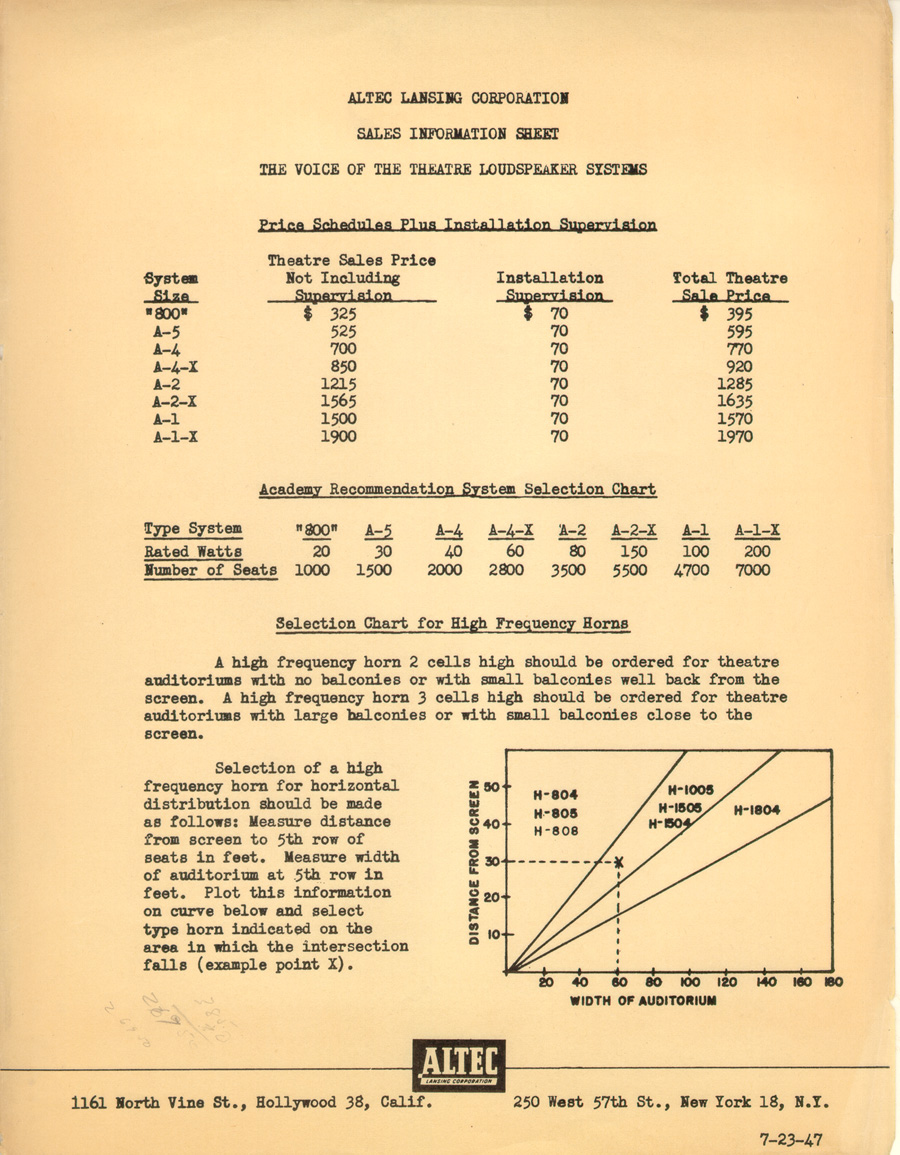 ALTEC LANSING CORPORATION
SALES INFORMATION SHEET
THE VOICE OF THE THEATRE LOUDSPEAKER SYSTEMS
Price Schedules Plus Installation Supervision
Theatre Sales Price
System Not Including Installation Total Theatre
Size Supervision Supervision Sale Price
"800" $ 325 $ 70 $ 395
A-5 525 70 595
A-4 700 70 770
A-4-X 850 70 920
A-2 1215 70 1285
A-2-X 1565 70 1635
A-1 1500 70 1570
A-1-X 1900 70 1970
Academy Recommendation System Selection Chart
Type System "800" A-5 A-4 A-4-X A-2 A-2-X A-1 A-1-X
Rated Watts 20 30 40 60 80 150 100 200
Number of Seats 1000 1500 2000 2800 3500 5500 4700 7000
Selection Chart for High Frequency Horns
A high frequency horn 2 cells high should be ordered for theatre
auditoriums with no balconies or with small balconies well back from the
screen. A high frequency horn 3 cells high should be ordered for theatre
auditoriums with large balconies or with small balconies close to the
screen.
Selection of a high
frequency horn for horizontal
distribution should be made
as follows: Measure distance
from screen to 5th row of
seats in feet. Measure width
of auditorium at 5th row in
feet. Plot this information
on curve below and select
type horn indicated on the
area in which the intersection
falls (example point X).
DISTANCE FROM SCREEN
50
40
30
20
10
H-804
H-805
H-808
H-1005
H-1505
H-1504
H-1804
X
20 40 60 80 100 120 140 160 180
WIDTH OF AUDITORIUM
ALTEC
LANSING CORPORATION
1161 North Vine St., Hollywood 38, Calif. 250 West 57th St., New York 18, N.Y.
7-23-47